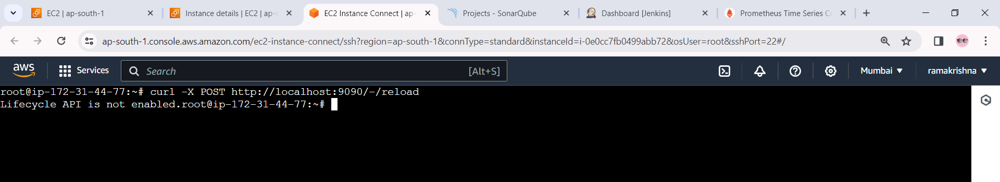 EC2 | ap-south-1
Instance details | EC2 | ap-s
EC2 Instance Connect | ap-
Projects - SonarQube
Dashboard [Jenkins]
Prometheus Time Series Co
ap-south-1.console.aws.amazon.com/ec2-instance-connect/ssh?region=ap-south-1&connType=standard&instanceId=i-0e0cc7fb0499abb72&osUser=root&sshPort=22#/
aws
Services
Search
[Alt+S]
Mumbai
ramakrishna
root@ip-172-31-44-77:~# curl -X POST http://localhost:9090/-/reload
Lifecycle API is not enabled.root@ip-172-31-44-77:~#